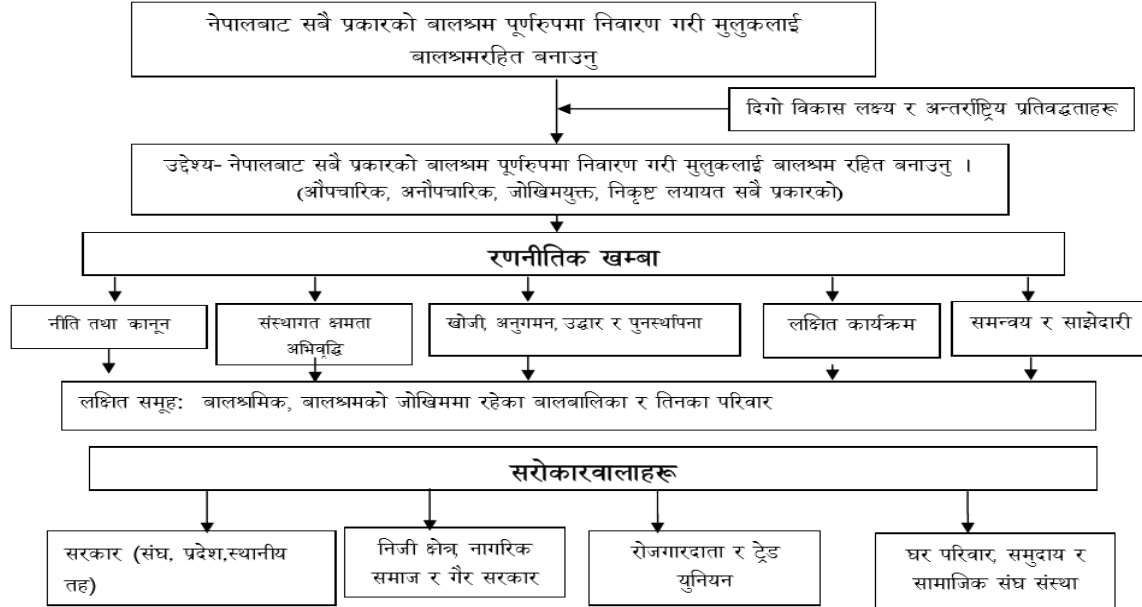 नेपालबाट सबै प्रकारको बालश्रम पूर्णरुपमा निवारण गरी मुलुकलाई
बालश्रमरहित बनाउनु
दिगो विकास लक्ष्य र अन्तर्राष्ट्रिय प्रतिवद्धताहरू
उद्देश्य- नेपालबाट सबै प्रकारको बालश्रम पूर्णरुपमा निवारण गरी मुलुकलाई बालश्रम रहित बनाउनु ।
(औपचारिक, अनौपचारिक, जोखिमयुक्त, निकृष्ट लयायत सबै प्रकारको)
रणनीतिक खम्बा
नीति तथा कानून
संस्थागत क्षमता
अभिवृद्धि
खोजी, अनुगमन, उद्धार र पुनर्स्थापना
लक्षित कार्यक्रम
समन्वय र साझेदारी
लक्षित समूह: बालश्रमिक, बालश्रमको जोखिममा रहेका बालबालिका र तिनका परिवार
सरोकारवालाहरू
सरकार (संघ, प्रदेश,स्थानीय
तह)
निजी क्षेत्र, नागरिक
समाज र गैर सरकार
रोजगारदाता र ट्रेड
युनियन
घर परिवार, समुदाय र
सामाजिक संघ संस्था